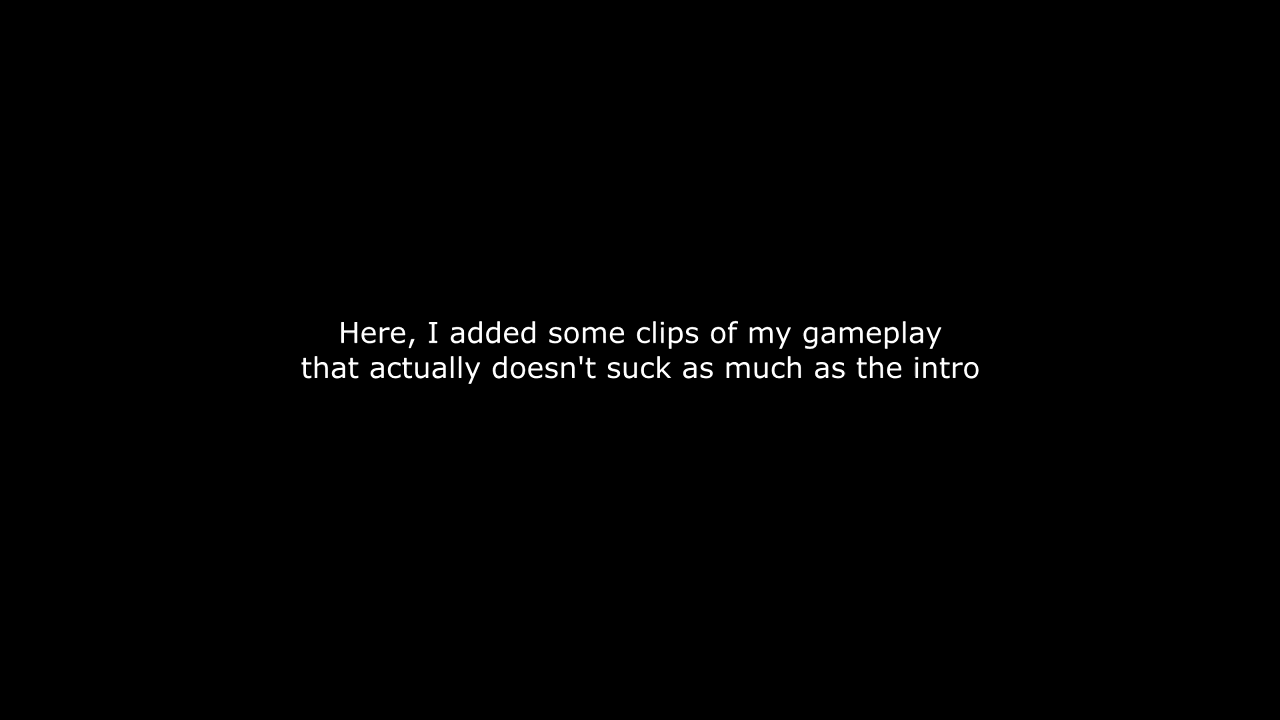 Here, I added some clips of my gameplay
that actually doesn't suck as much as the intro